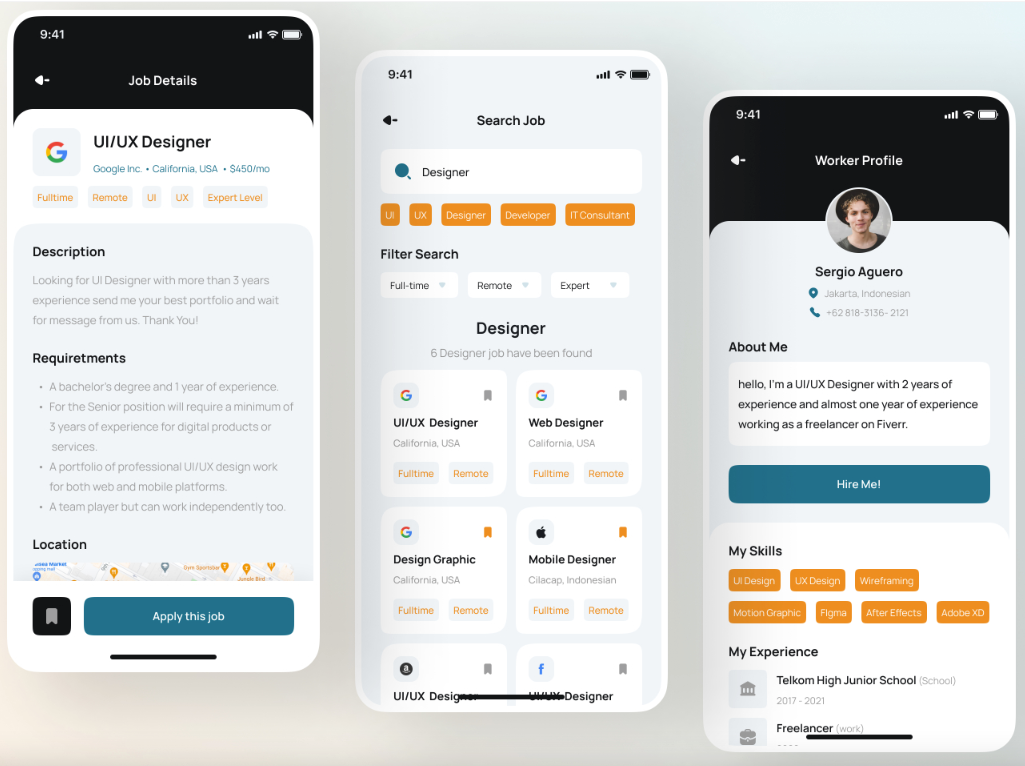 9:41
Job Details
UI/UX Designer
Google Inc. • California, USA • $450/mo
Fulltime
Remote
UI
UX
Expert Level
Description
Looking for UI Designer with more than 3 years
experience send me your best portfolio and wait
for message from us. Thank You!
Requiretments
• A bachelor's degree and 1 year of experience.
• For the Senior position will require a minimum of
3 years of experience for digital products or
services.
• A portfolio of professional UI/UX design work
for both web and mobile platforms.
• A team player but can work independently too.
Location
Market
Jungle Bird
Apply this job
9:41
Search Job
Designer
UI
UX
Designer
Developer
IT Consultant
Filter Search
Full-time
Remote
Expert
Designer
6 Designer job have been found
UI/UX Designer
California, USA
Fulltime
Remote
Web Designer
California, USA
Fulltime
Remote
Design Graphic
California, USA
Fulltime
Remote
Mobile Designer
Cilacap, Indonesian
Fulltime
Remote
UI/UX Designer
UI/UX Designer
9:41
Worker Profile
Sergio Aguero
Jakarta, Indonesian
+62 818-3136- 2121
About Me
hello, I'm a UI/UX Designer with 2 years of
experience and almost one year of experience
working as a freelancer on Fiverr.
Hire Me!
My Skills
UI Design
UX Design
Wireframing
Motion Graphic
FIgma
After Effects
Adobe XD
My Experience
Telkom High Junior School (School)
2017 - 2021
Freelancer (work)